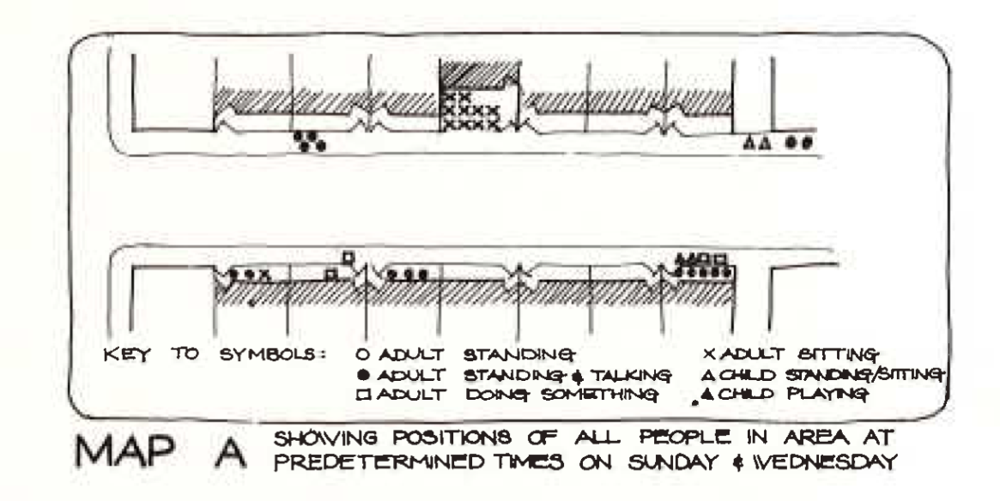 KEY TO SYMBOLS: O ADULT STANDING × ADULT SITTING
● ADULT STANDING & TALKING △ CHILD STANDING/SITTING
□ ADULT DOING SOMETHING ▲ CHILD PLAYING
MAP A SHOWING POSITIONS OF ALL PEOPLE IN AREA AT
PREDETERMINED TIMES ON SUNDAY & WEDNESDAY